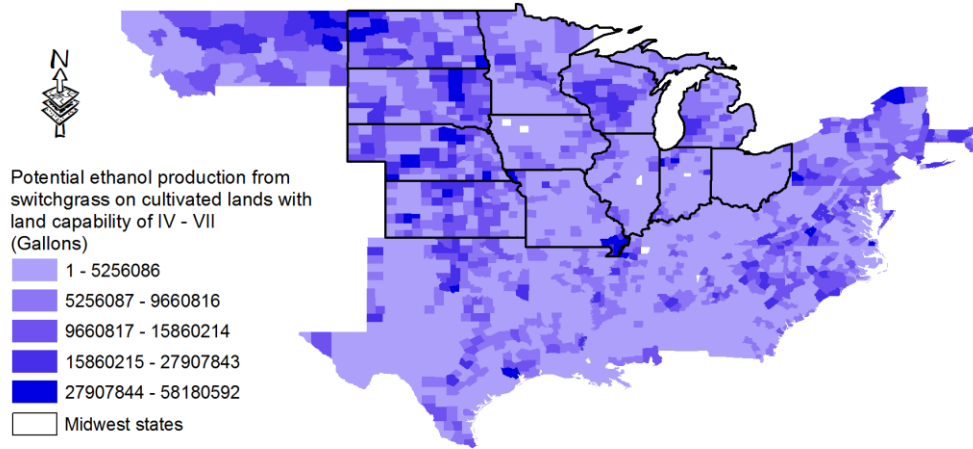 N
Potential ethanol production from
switchgrass on cultivated lands with
land capability of IV - VII
(Gallons)
1 - 5256086
5256087 - 9660816
9660817 - 15860214
15860215 - 27907843
27907844 - 58180592
Midwest states